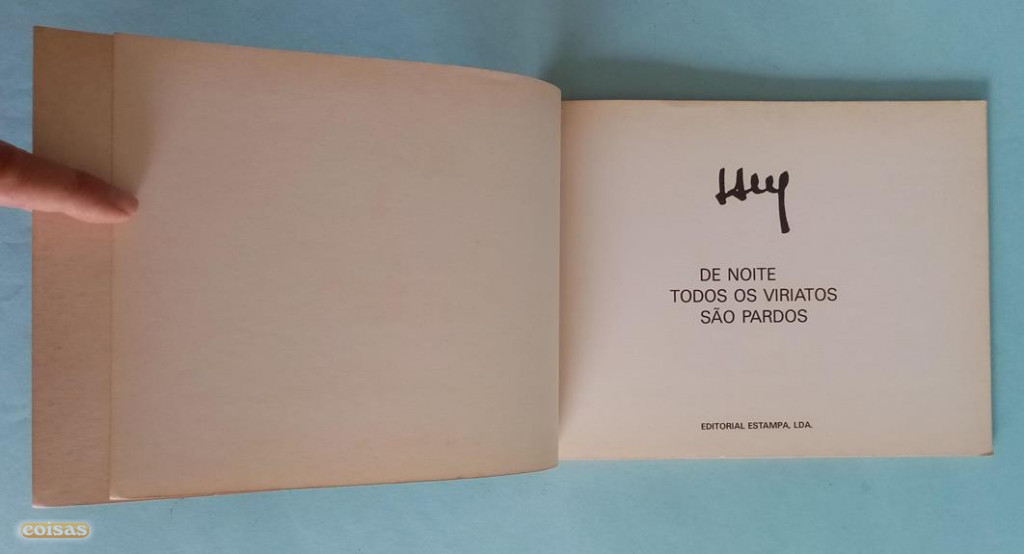 DE NOITE
TODOS OS VIRIATOS
SÃO PARDOS
EDITORIAL ESTAMPA, LDA.
coisas